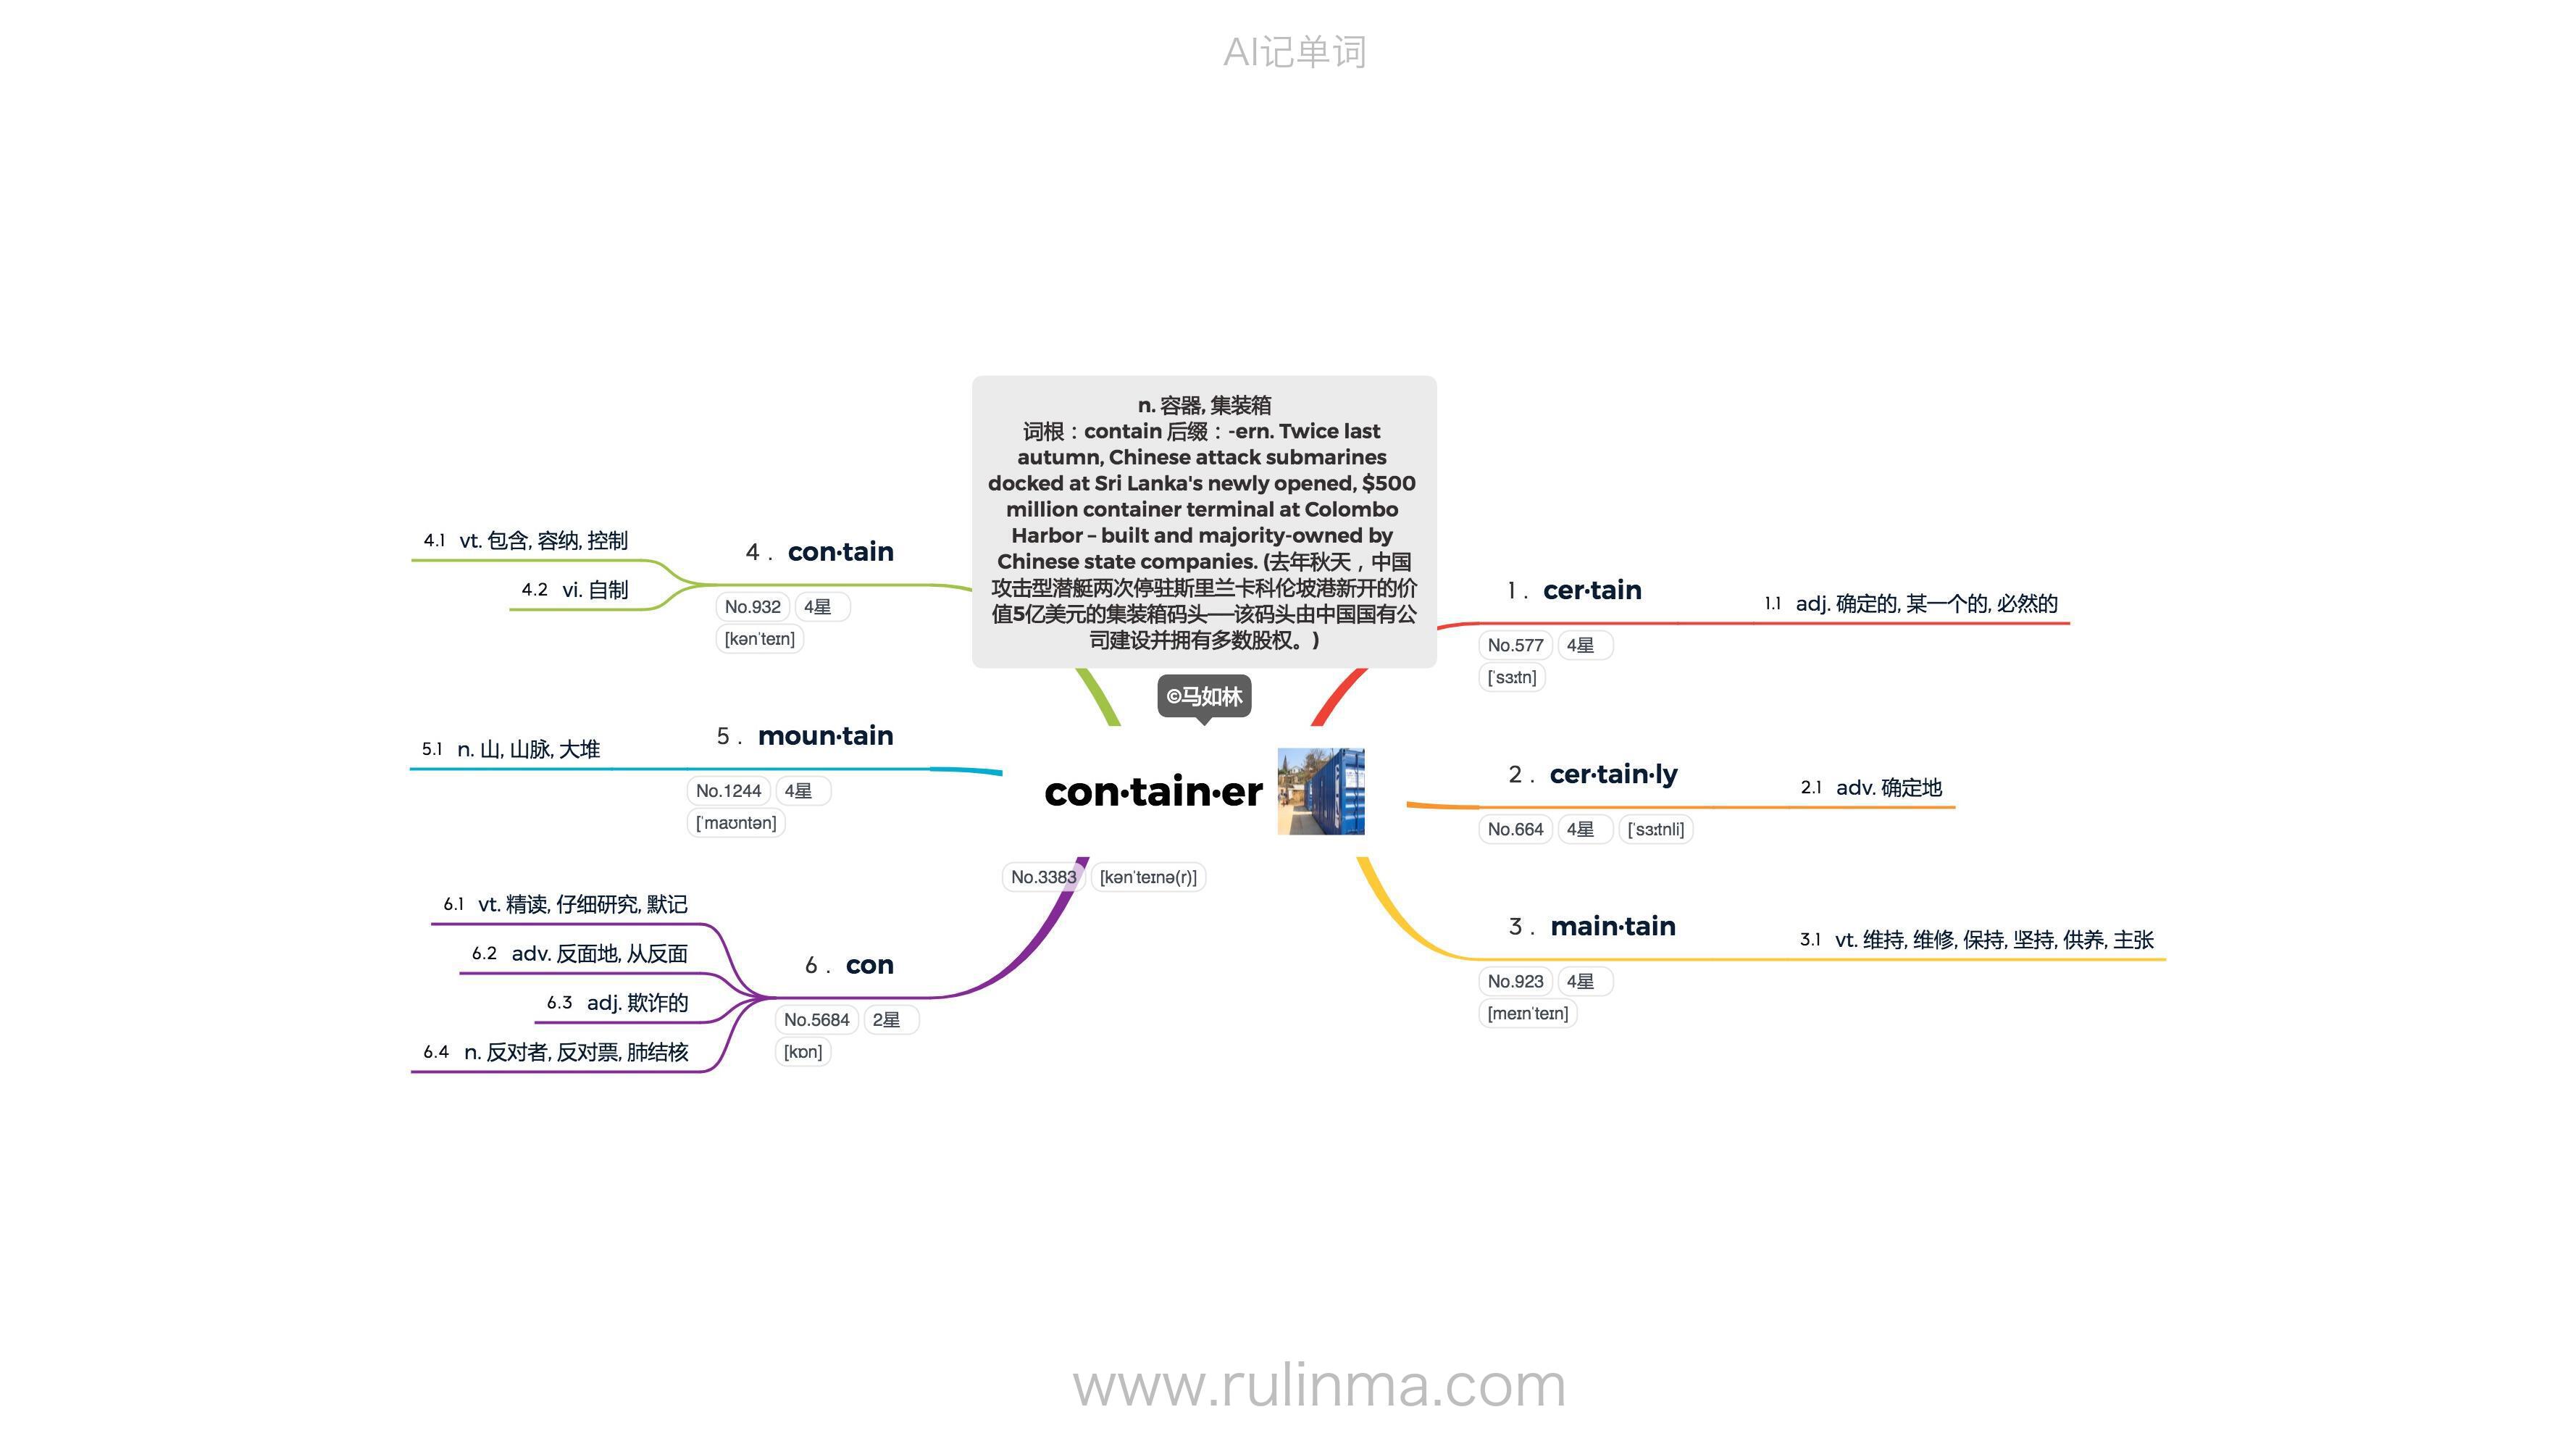 AI记单词
n. 容器, 集装箱
词根：contain 后缀：-ern. Twice last
autumn, Chinese attack submarines
docked at Sri Lanka's newly opened, $500
million container terminal at Colombo
Harbor – built and majority-owned by
Chinese state companies. (去年秋天，中国
攻击型潜艇两次停驻斯里兰卡科伦坡港新开的价
值5亿美元的集装箱码头──该码头由中国国有公
司建设并拥有多数股权。)
©马如林
con·tain·er
No.3383 [kənˈteɪnə(r)]
1. cer·tain
No.577 4星
[ˈsɜːtn]
1.1 adj. 确定的, 某一个的, 必然的
2. cer·tain·ly
No.664 4星 [ˈsɜːtnli]
2.1 adv. 确定地
3. main·tain
No.923 4星
[meɪnˈteɪn]
3.1 vt. 维持, 维修, 保持, 坚持, 供养, 主张
4. con·tain
No.932 4星
[kənˈteɪn]
4.1 vt. 包含, 容纳, 控制
4.2 vi. 自制
5. moun·tain
No.1244 4星
[ˈmaʊntən]
5.1 n. 山, 山脉, 大堆
6. con
No.5684 2星
[kɒn]
6.1 vt. 精读, 仔细研究, 默记
6.2 adv. 反面地, 从反面
6.3 adj. 欺诈的
6.4 n. 反对者, 反对票, 肺结核
www.rulinma.com